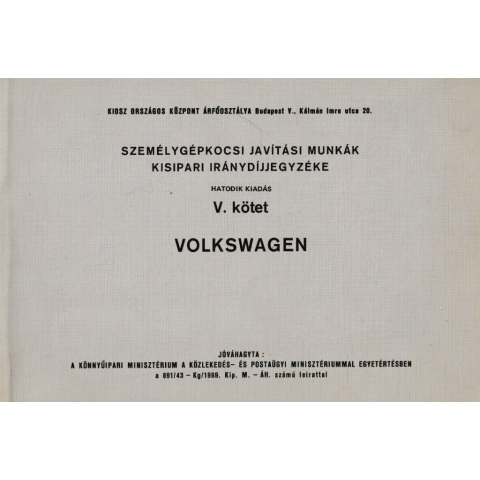 KIOSZ ORSZÁGOS KÖZPONT ÁRFŐOSZTÁLYA Budapest V., Kálmán Imre utca 20.
SZEMÉLYGÉPKOCSI JAVÍTÁSI MUNKÁK
KISIPARI IRÁNYDÍJJEGYZÉKE
HATODIK KIADÁS
V. kötet
VOLKSWAGEN
JÓVÁHAGYTA :
A KÖNNYŰIPARI MINISZTÉRIUM A KÖZLEKEDÉS- ÉS POSTAÜGYI MINISZTÉRIUMMAL EGYETÉRTÉSBEN
a 691/43 – Kg/1969. Kip. M. – ÁH. számú leirattal